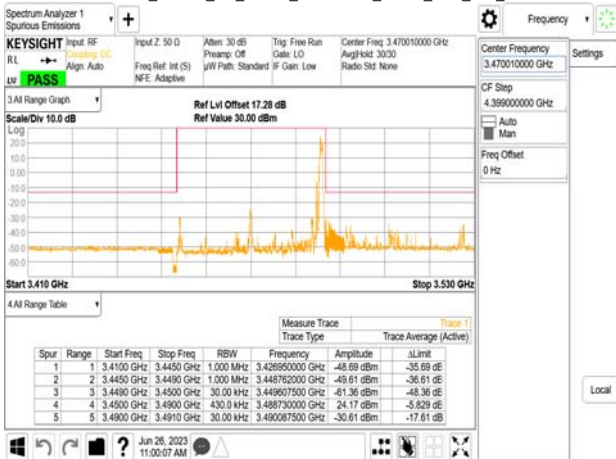 Spectrum Analyzer 1
Spurious Emissions
+
Frequency
KEYSIGHT
RL
LV PASS
Input: RF
Coupling: DC
Align: Auto
Input Z: 50 Ω
Freq Ref: Int (S)
NFE: Adaptive
Atten: 30 dB
Preamp: Off
µW Path: Standard
Trig: Free Run
Gate: LO
IF Gain: Low
Center Freq: 3.470010000 GHz
Avg|Hold: 30/30
Radio Std: None
Center Frequency
3.470010000 GHz
Settings
CF Step
4.399000000 GHz
Auto
Man
Freq Offset
0 Hz
3 All Range Graph
Scale/Div 10.0 dB
Ref Lvl Offset 17.28 dB
Ref Value 30.00 dBm
Log
20.0
10.0
0.00
-10.0
-20.0
-30.0
-40.0
-50.0
-60.0
Start 3.410 GHz
Stop 3.530 GHz
4 All Range Table
Measure Trace Trace 1
Trace Type Trace Average (Active)
Spur Range Start Freq Stop Freq RBW Frequency Amplitude ΔLimit
1 1 3.4100 GHz 3.4450 GHz 1.000 MHz 3.426950000 GHz -48.69 dBm -35.69 dB
2 2 3.4450 GHz 3.4490 GHz 1.000 MHz 3.448762000 GHz -49.61 dBm -36.61 dB
3 3 3.4490 GHz 3.4500 GHz 30.00 kHz 3.449607500 GHz -61.36 dBm -48.36 dB
4 4 3.4500 GHz 3.4900 GHz 430.0 kHz 3.488730000 GHz 24.17 dBm -5.829 dB
5 5 3.4900 GHz 3.4910 GHz 30.00 kHz 3.490087500 GHz -30.61 dBm -17.61 dB
Local
?
Jun 26, 2023
11:00:07 AM